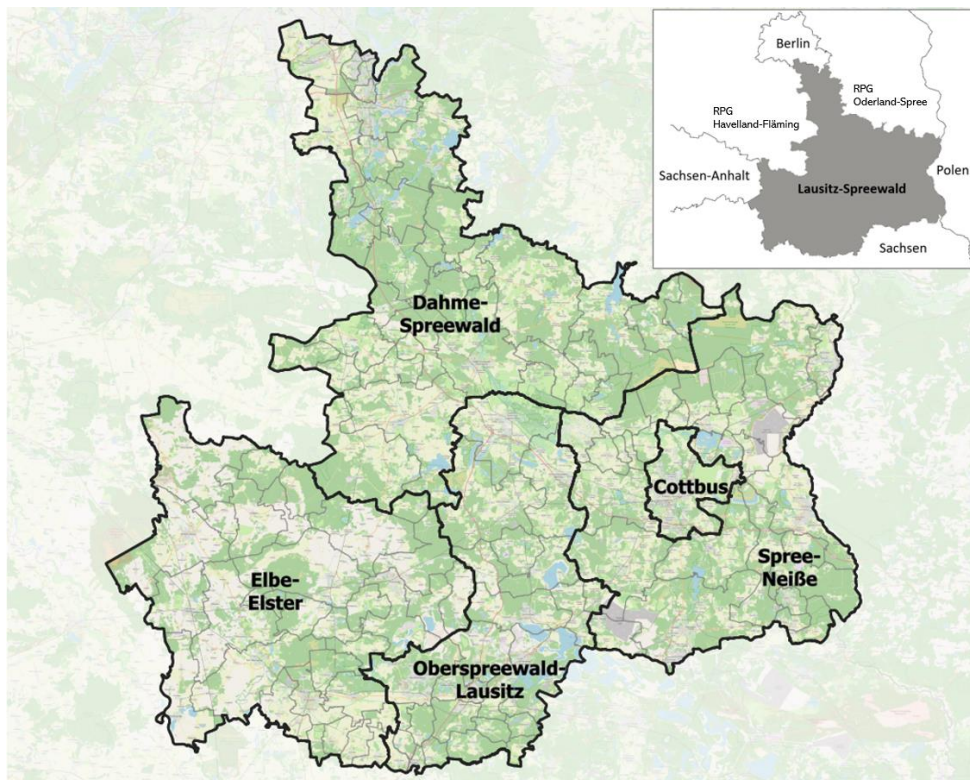 Berlin
RPG
Oderland-Spree
RPG
Havelland-Fläming
Sachsen-Anhalt
Polen
Lausitz-Spreewald
Sachsen
Dahme-
Spreewald
Cottbus
Spree-
Neiße
Elbe-
Elster
Oberspreewald-
Lausitz